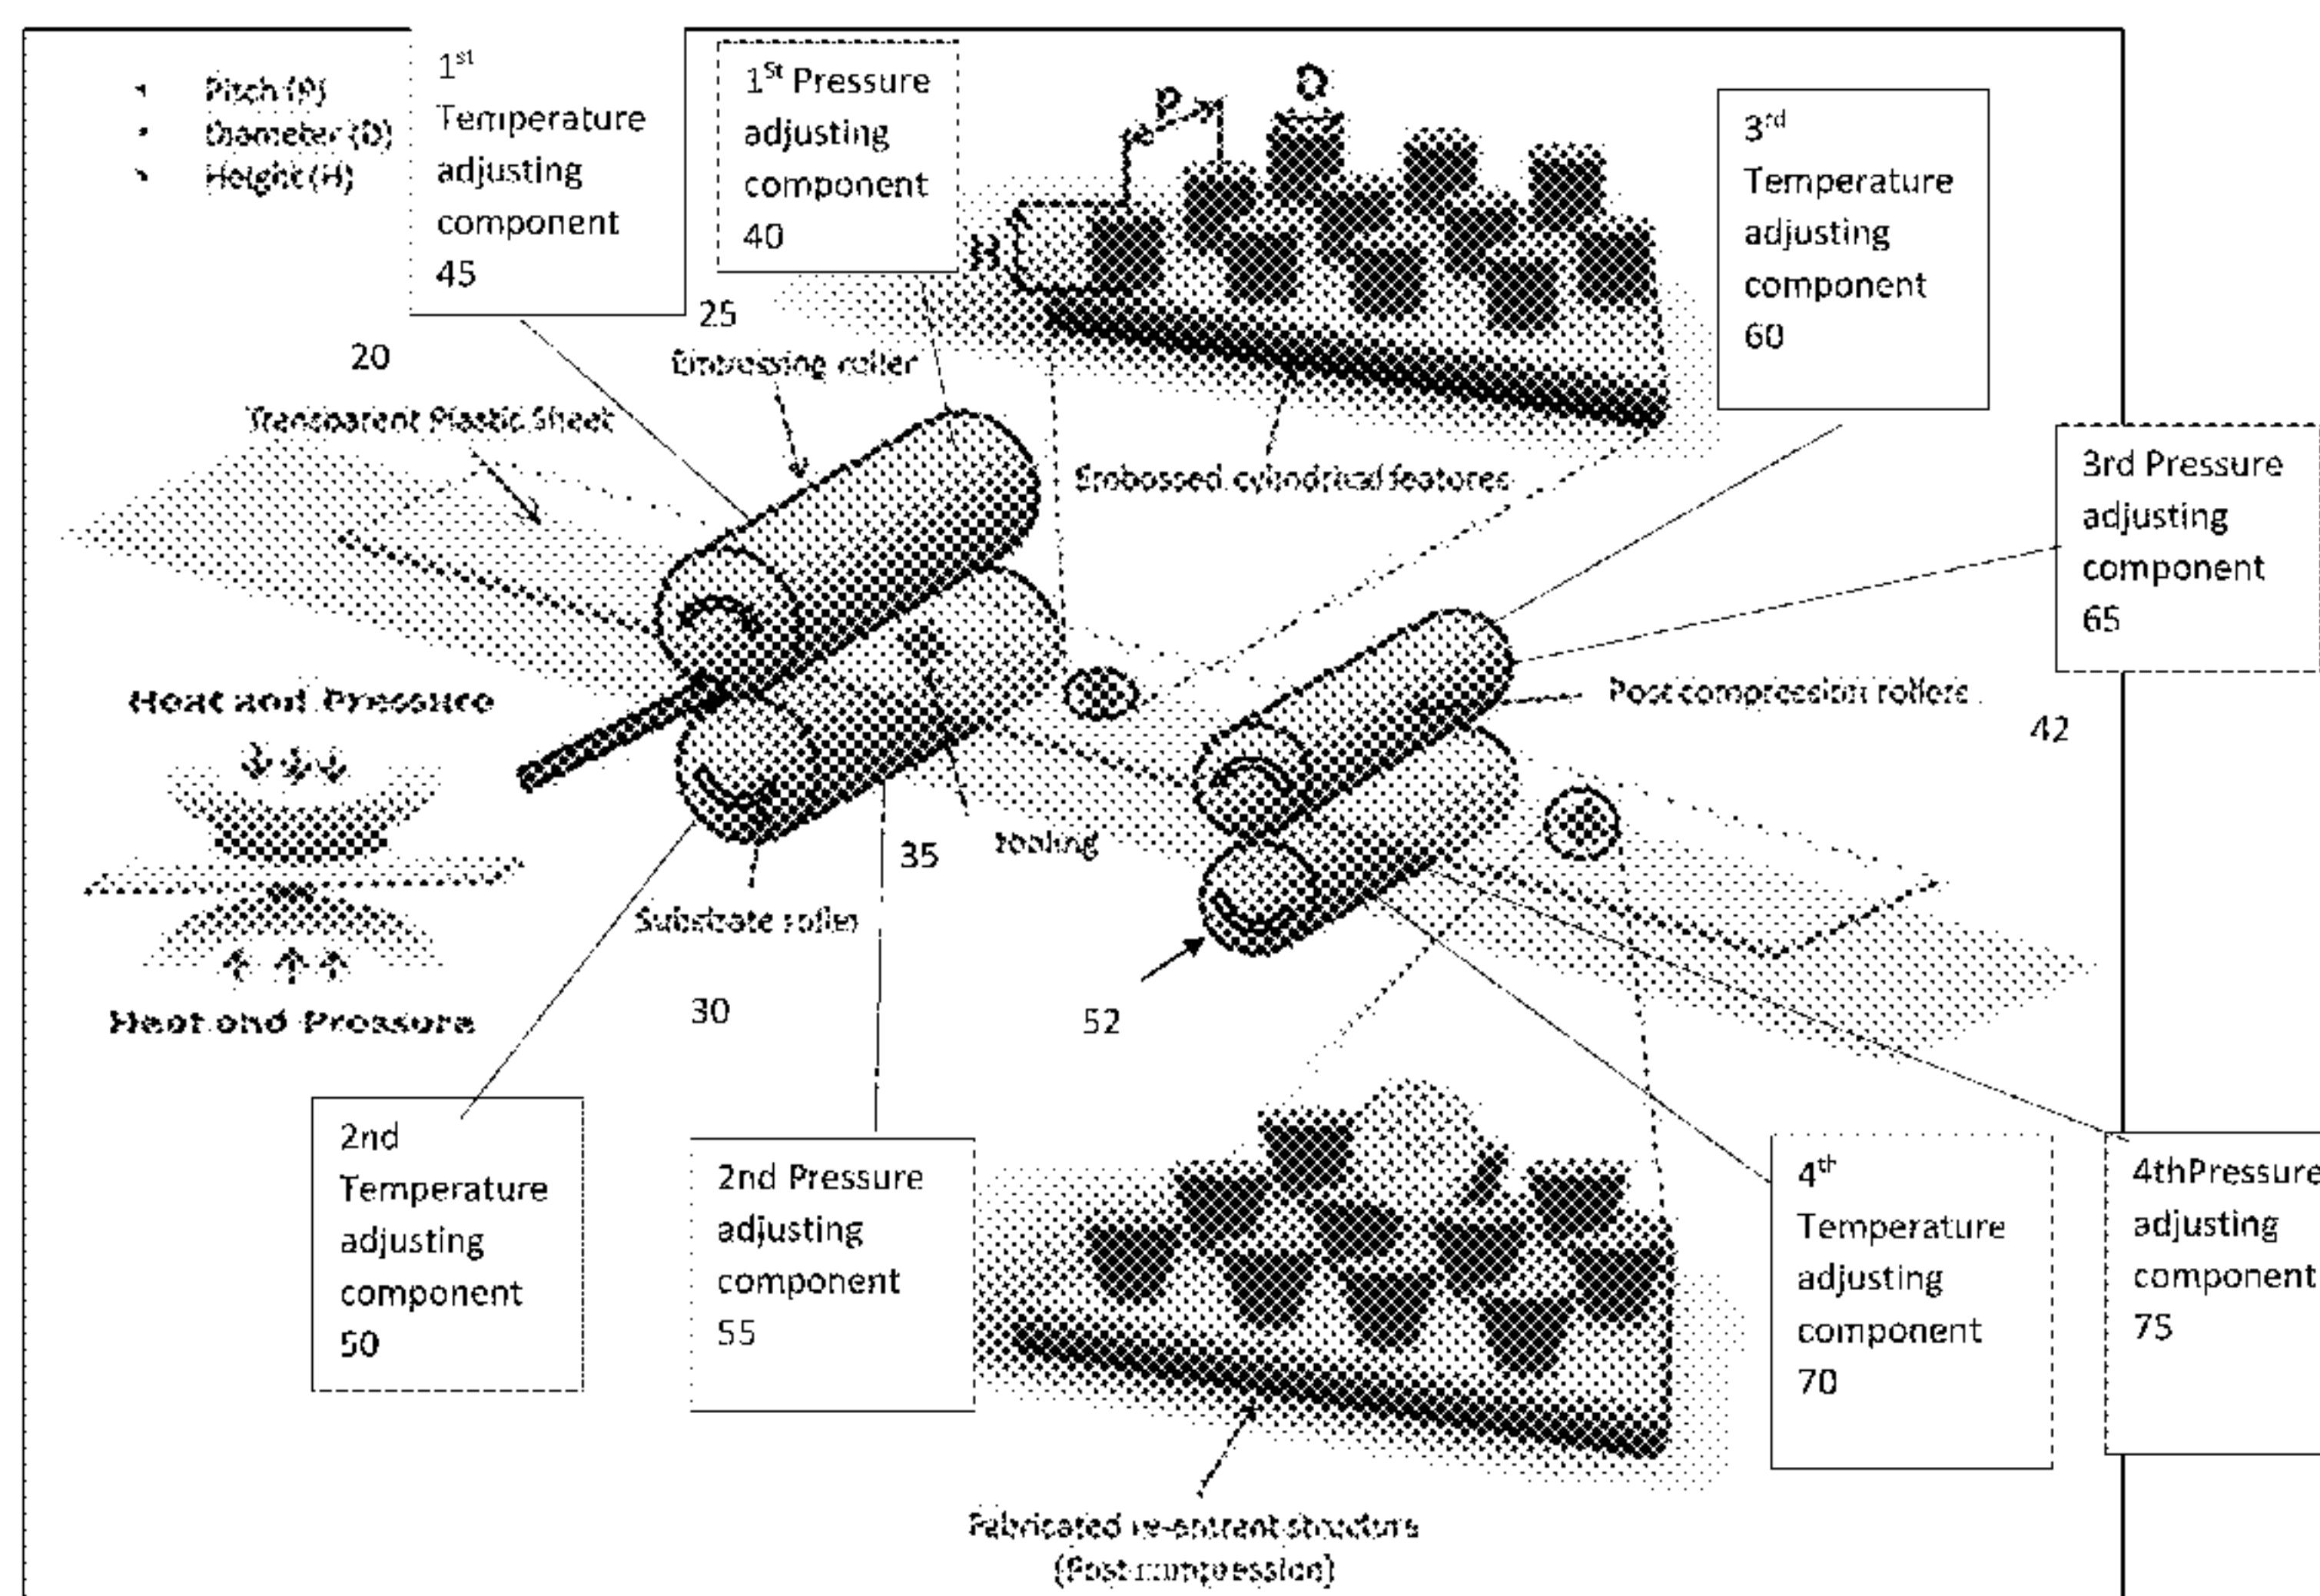 Pitch (P)
Diameter (D)
Height (H)
1st
Temperature
adjusting
component
45
1St Pressure
adjusting
component
40
P
D
H
3rd
Temperature
adjusting
component
60
25
Embossing roller
20
Transparent Plastic Sheet
Embossed cylindrical features
3rd Pressure
adjusting
component
65
Heat and Pressure
Post compression rollers
42
35
tooling
Substrate roller
30
52
Heat and Pressure
2nd
Temperature
adjusting
component
50
2nd Pressure
adjusting
component
55
4th
Temperature
adjusting
component
70
4thPressure
adjusting
component
75
Fabricated re-entrant structure
(Post compression)